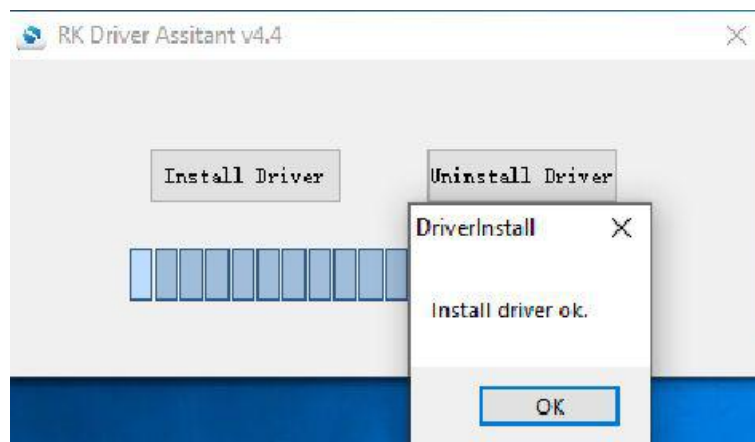 RK Driver Assitant v4.4
Install Driver
Uninstall Driver
DriverInstall
Install driver ok.
OK